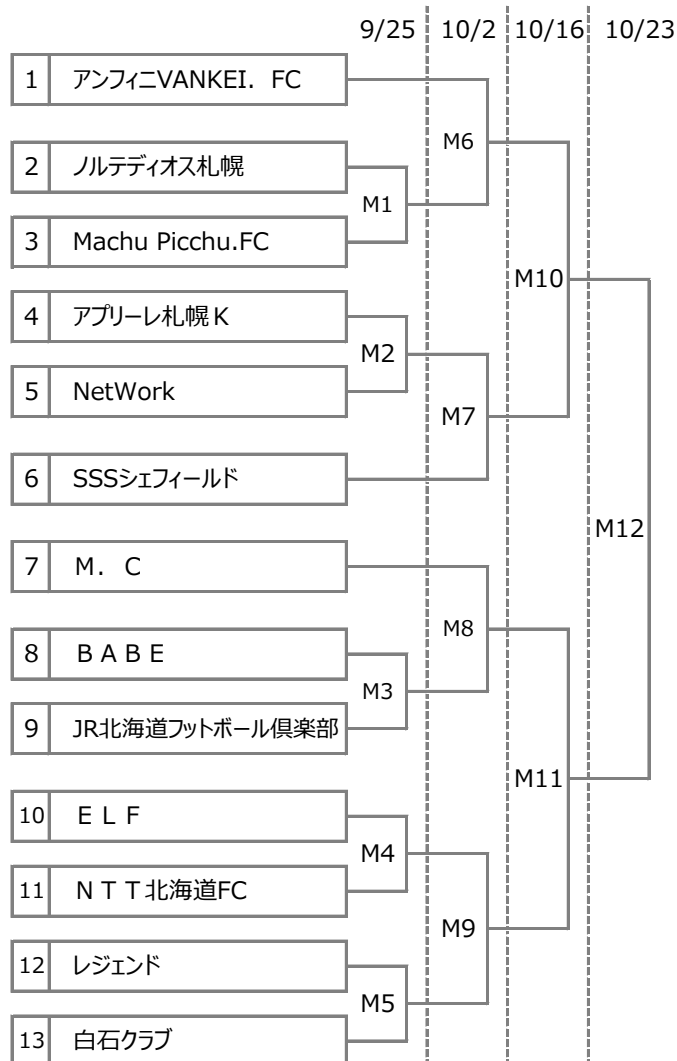 9/25 10/2 10/16 10/23
1 アンフィニVANKEI. FC
M6
2 ノルテディオス札幌
M1
3 Machu Picchu.FC
M10
4 アプリーレ札幌K
M2
5 NetWork
M7
6 SSSシェフィールド
M12
7 M. C
M8
8 BABE
M3
9 JR北海道フットボール倶楽部
M11
10 ELF
M4
11 NTT北海道FC
M9
12 レジェンド
M5
13 白石クラブ